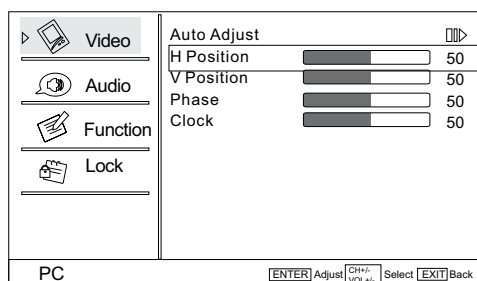 Video
Audio
Function
Lock
Auto Adjust
H Position 50
V Position 50
Phase 50
Clock 50
PC
ENTER Adjust CH+/- VOL+/- Select EXIT Back